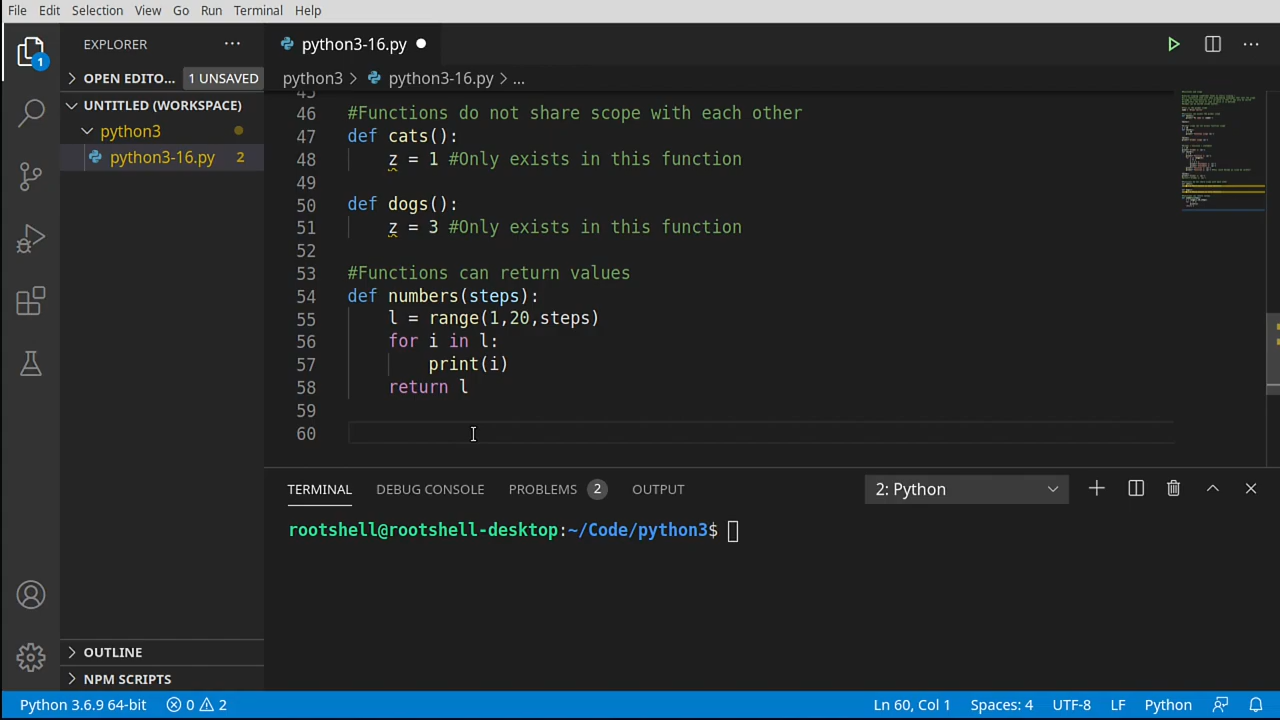 File Edit Selection View Go Run Terminal Help
EXPLORER ···
python3-16.py
1
OPEN EDITO... 1 UNSAVED
python3 > python3-16.py > ...
UNTITLED (WORKSPACE)
python3
python3-16.py 2
45
46 #Functions do not share scope with each other
47 def cats():
48 z = 1 #Only exists in this function
49
50 def dogs():
51 z = 3 #Only exists in this function
52
53 #Functions can return values
54 def numbers(steps):
55 l = range(1,20,steps)
56 for i in l:
57 print(i)
58 return l
59
60
TERMINAL DEBUG CONSOLE PROBLEMS 2 OUTPUT 2: Python
rootshell@rootshell-desktop:~/Code/python3$
OUTLINE
NPM SCRIPTS
Python 3.6.9 64-bit 0 2 Ln 60, Col 1 Spaces: 4 UTF-8 LF Python